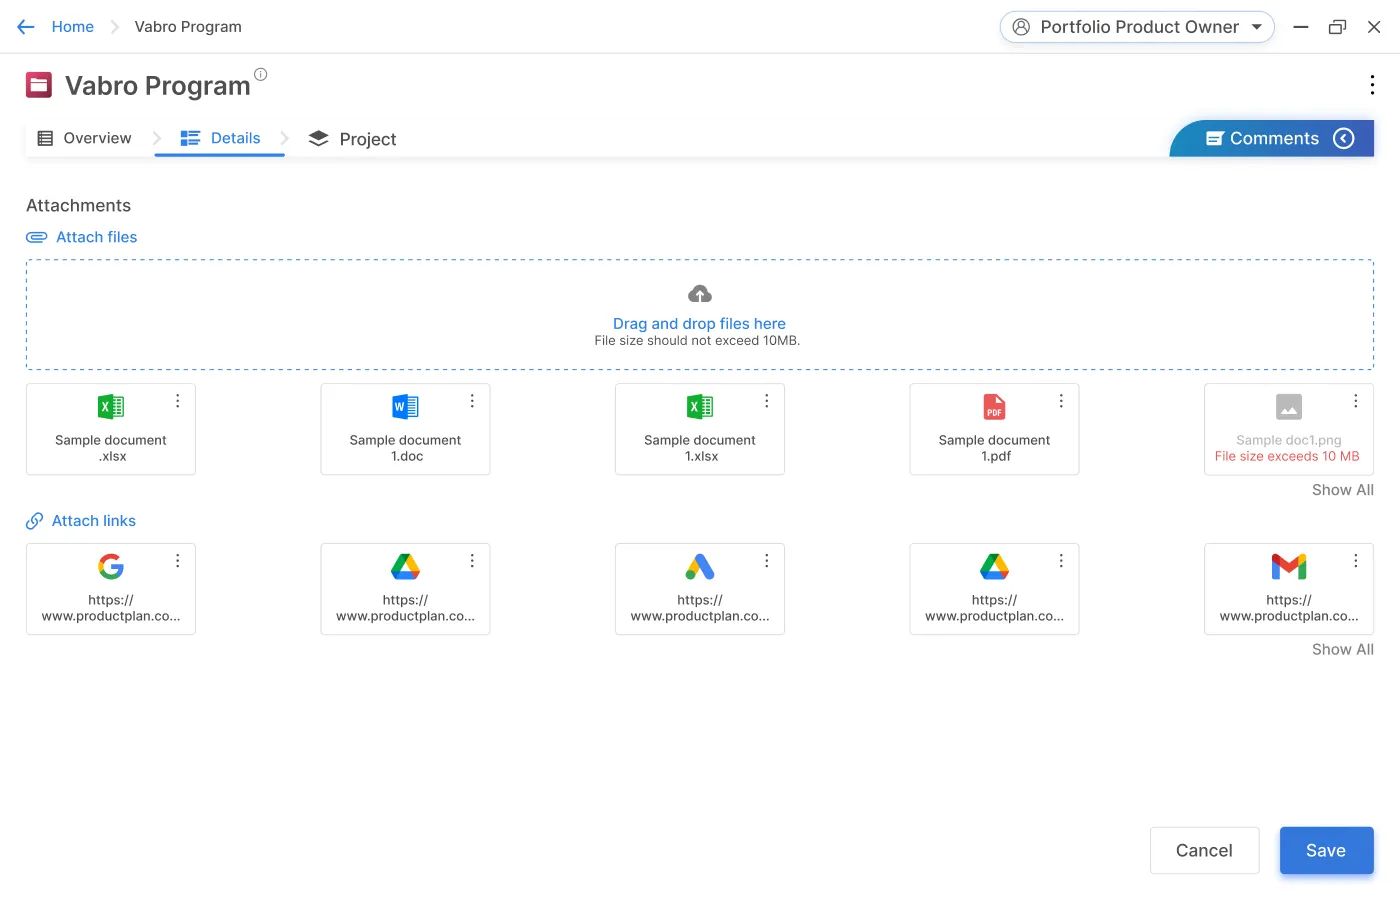 Home
Vabro Program
Portfolio Product Owner
Vabro Program
Overview
Details
Project
Comments
Attachments
Attach files
Drag and drop files here
File size should not exceed 10MB.
Sample document
.xlsx
Sample document
1.doc
Sample document
1.xlsx
Sample document
1.pdf
Sample doc1.png
File size exceeds 10 MB
Show All
Attach links
https://
www.productplan.co...
https://
www.productplan.co...
https://
www.productplan.co...
https://
www.productplan.co...
https://
www.productplan.co...
Show All
Cancel
Save